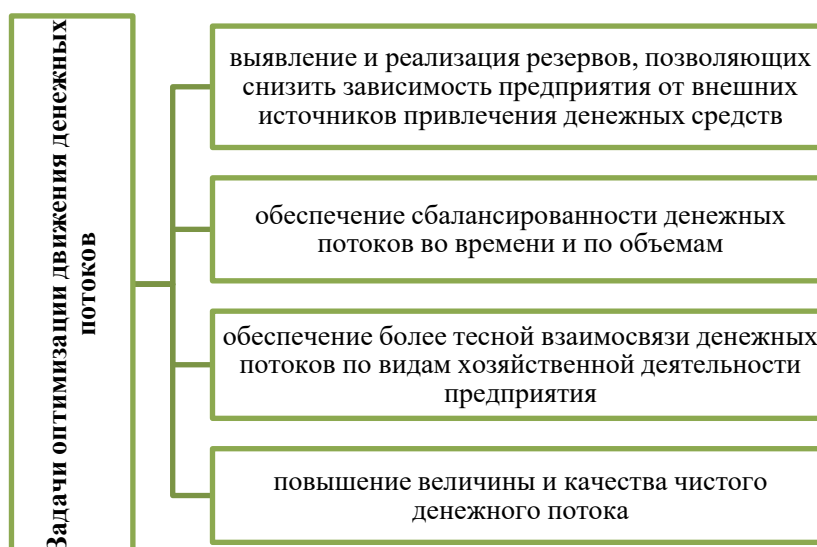 Задачи оптимизации движения денежных
потоков
выявление и реализация резервов, позволяющих
снизить зависимость предприятия от внешних
источников привлечения денежных средств
обеспечение сбалансированности денежных
потоков во времени и по объемам
обеспечение более тесной взаимосвязи денежных
потоков по видам хозяйственной деятельности
предприятия
повышение величины и качества чистого
денежного потока